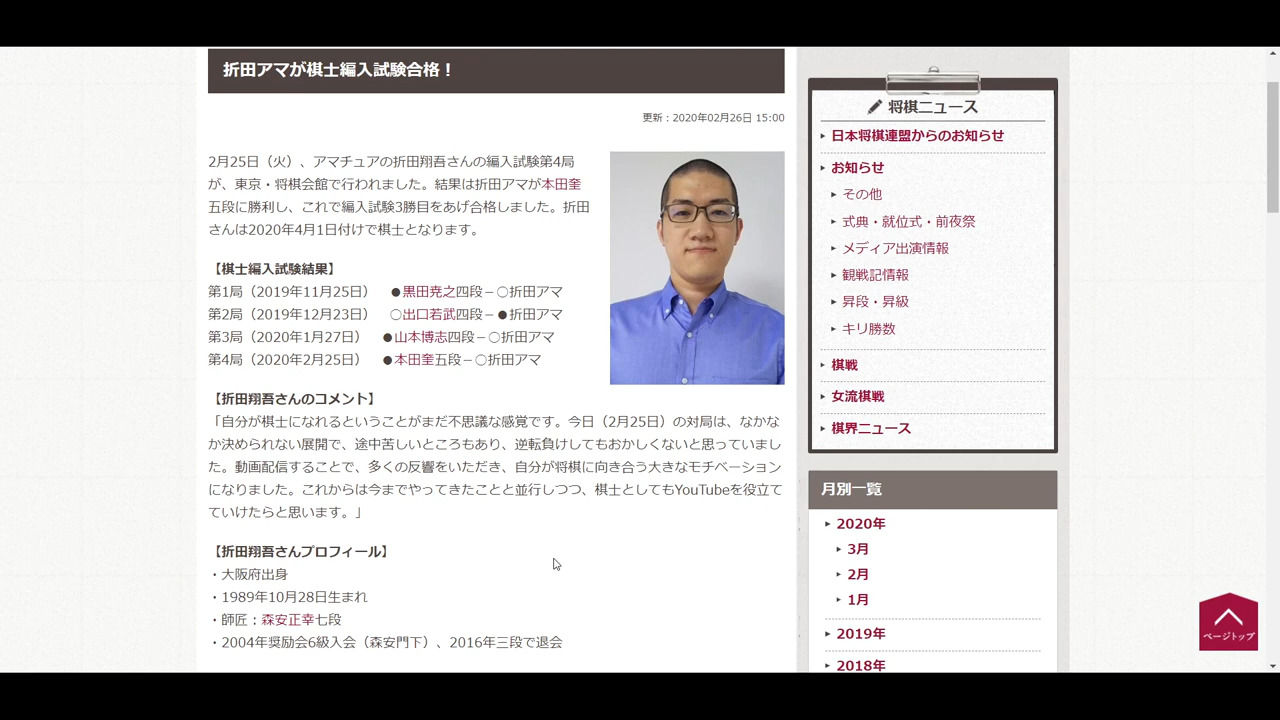 折田アマが棋士編入試験合格！
更新：2020年02月26日 15:00
2月25日（火）、アマチュアの折田翔吾さんの編入試験第4局
が、東京・将棋会館で行われました。結果は折田アマが本田奎
五段に勝利し、これで編入試験3勝目をあげ合格しました。折田
さんは2020年4月1日付けで棋士となります。
【棋士編入試験結果】
第1局（2019年11月25日） ●黒田尭之四段－○折田アマ
第2局（2019年12月23日） ○出口若武四段－●折田アマ
第3局（2020年1月27日） ●山本博志四段－○折田アマ
第4局（2020年2月25日） ●本田奎五段－○折田アマ
【折田翔吾さんのコメント】
「自分が棋士になれるということがまだ不思議な感覚です。今日（2月25日）の対局は、なかな
か決められない展開で、途中苦しいところもあり、逆転負けしてもおかしくないと思っていまし
た。動画配信することで、多くの反響をいただき、自分が将棋に向き合う大きなモチベーション
になりました。これからは今までやってきたことと並行しつつ、棋士としてもYouTubeを役立て
ていけたらと思います。」
【折田翔吾さんプロフィール】
・大阪府出身
・1989年10月28日生まれ
・師匠：森安正幸七段
・2004年奨励会6級入会（森安門下）、2016年三段で退会
将棋ニュース
日本将棋連盟からのお知らせ
お知らせ
その他
式典・就位式・前夜祭
メディア出演情報
観戦記情報
昇段・昇級
キリ勝数
棋戦
女流棋戦
棋界ニュース
月別一覧
2020年
3月
2月
1月
2019年
2018年
ページトップ